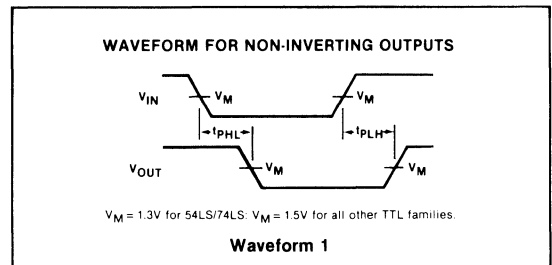 WAVEFORM FOR NON-INVERTING OUTPUTS
VIN
VM
VM
tPHL
tPLH
VOUT
VM
VM
VM = 1.3V for 54LS/74LS: VM = 1.5V for all other TTL families.
Waveform 1